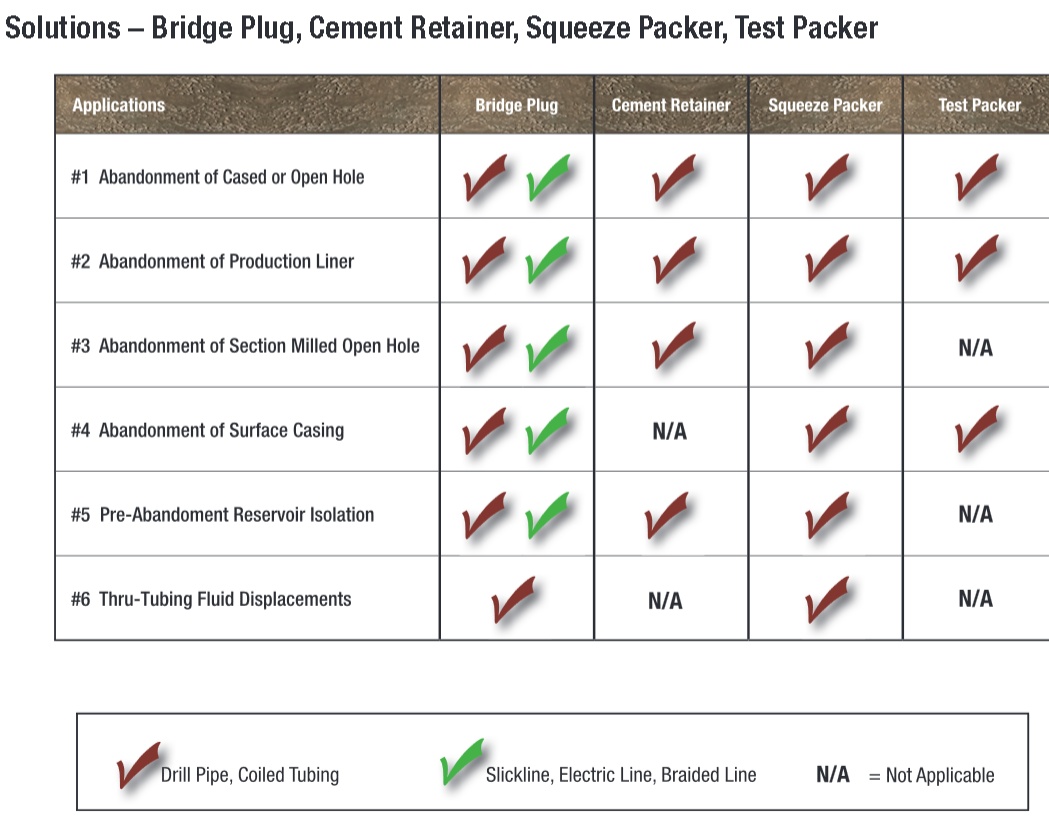 Solutions – Bridge Plug, Cement Retainer, Squeeze Packer, Test Packer
Applications Bridge Plug Cement Retainer Squeeze Packer Test Packer
#1 Abandonment of Cased or Open Hole
#2 Abandonment of Production Liner
#3 Abandonment of Section Milled Open Hole N/A
#4 Abandonment of Surface Casing N/A
#5 Pre-Abandoment Reservoir Isolation N/A
#6 Thru-Tubing Fluid Displacements N/A N/A
Drill Pipe, Coiled Tubing Slickline, Electric Line, Braided Line N/A = Not Applicable